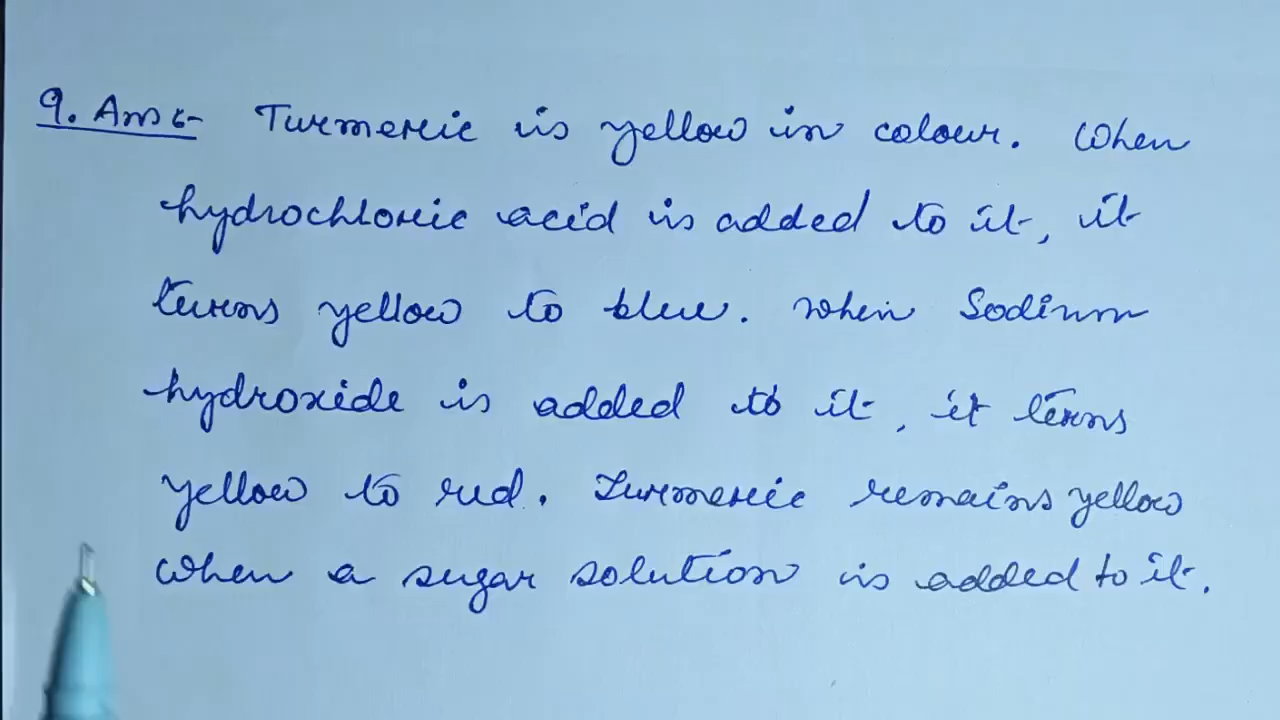 9. Ans:- Turmeric is yellow in colour. When
hydrochloric acid is added to it, it
turns yellow to blue. When Sodium
hydroxide is added to it, it terns
yellow to red. Turmeric remains yellow
when a sugar solution is added to it.